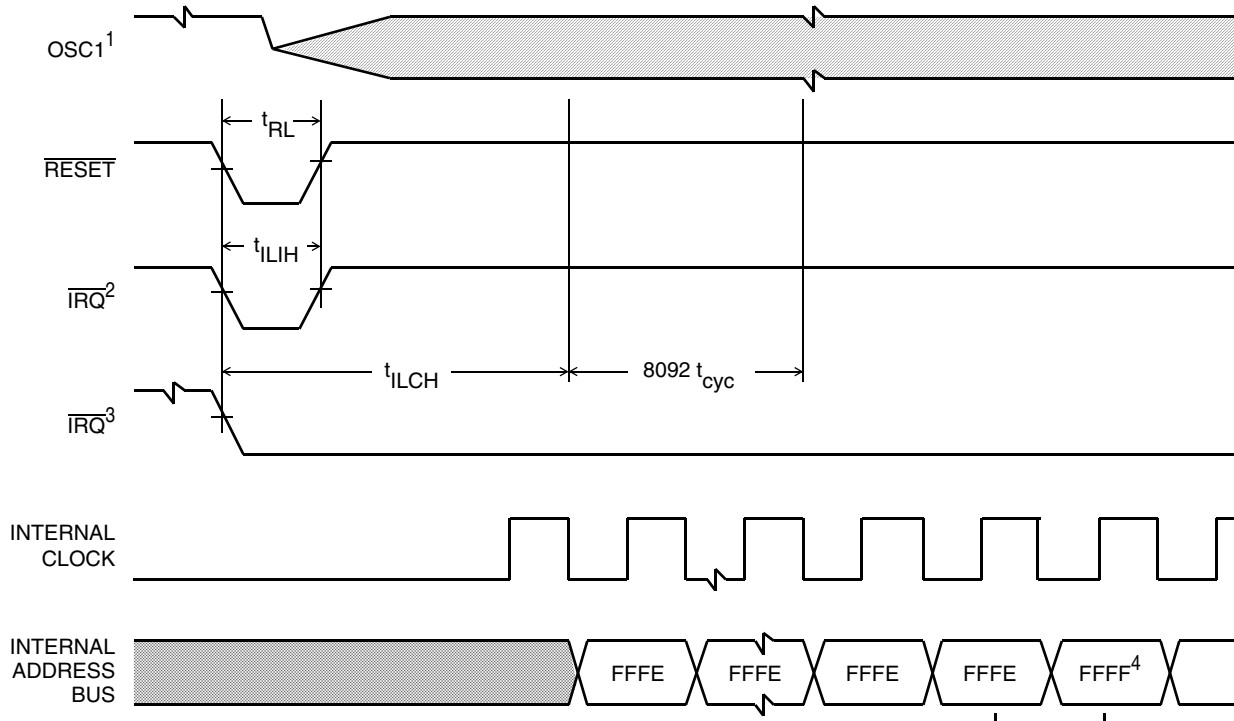 OSC1¹
t_RL
RESET
t_ILIH
IRQ²
t_ILCH
8092 t_cyc
IRQ³
INTERNAL
CLOCK
INTERNAL
ADDRESS
BUS
FFFE
FFFE
FFFE
FFFE
FFFF⁴